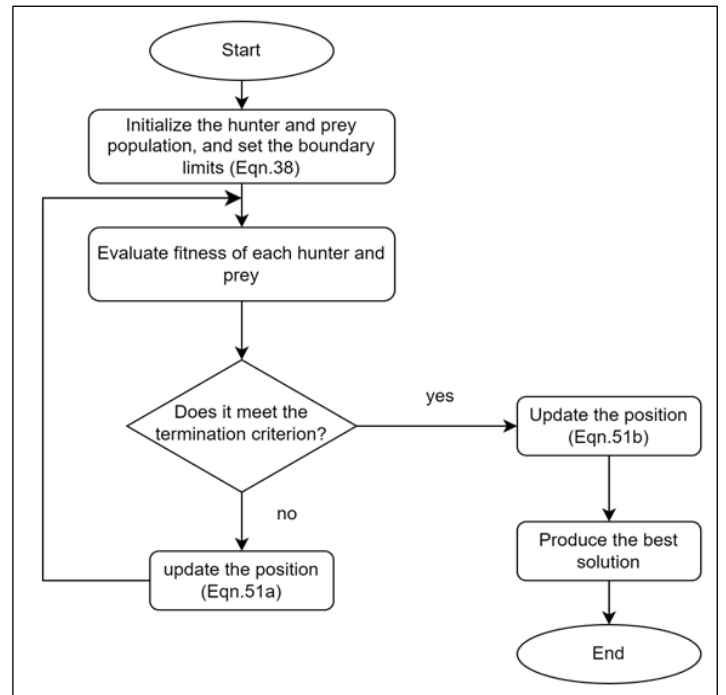 Start
Initialize the hunter and prey
population, and set the boundary
limits (Eqn.38)
Evaluate fitness of each hunter and
prey
Does it meet the
termination criterion?
yes
no
update the position
(Eqn.51a)
Update the position
(Eqn.51b)
Produce the best
solution
End